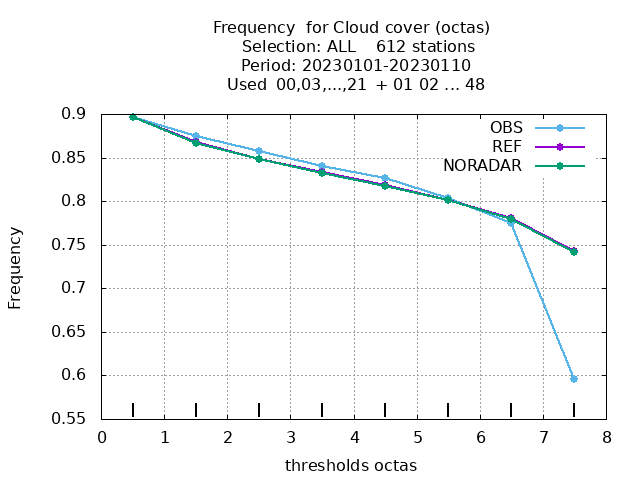 Frequency  for Cloud cover (octas)
Selection: ALL    612 stations
Period: 20230101-20230110
Used  00,03,...,21  + 01 02 ... 48
0.9
0.85
0.8
0.75
0.7
0.65
0.6
0.55
Frequency
OBS
REF
NORADAR
0 1 2 3 4 5 6 7 8
thresholds octas